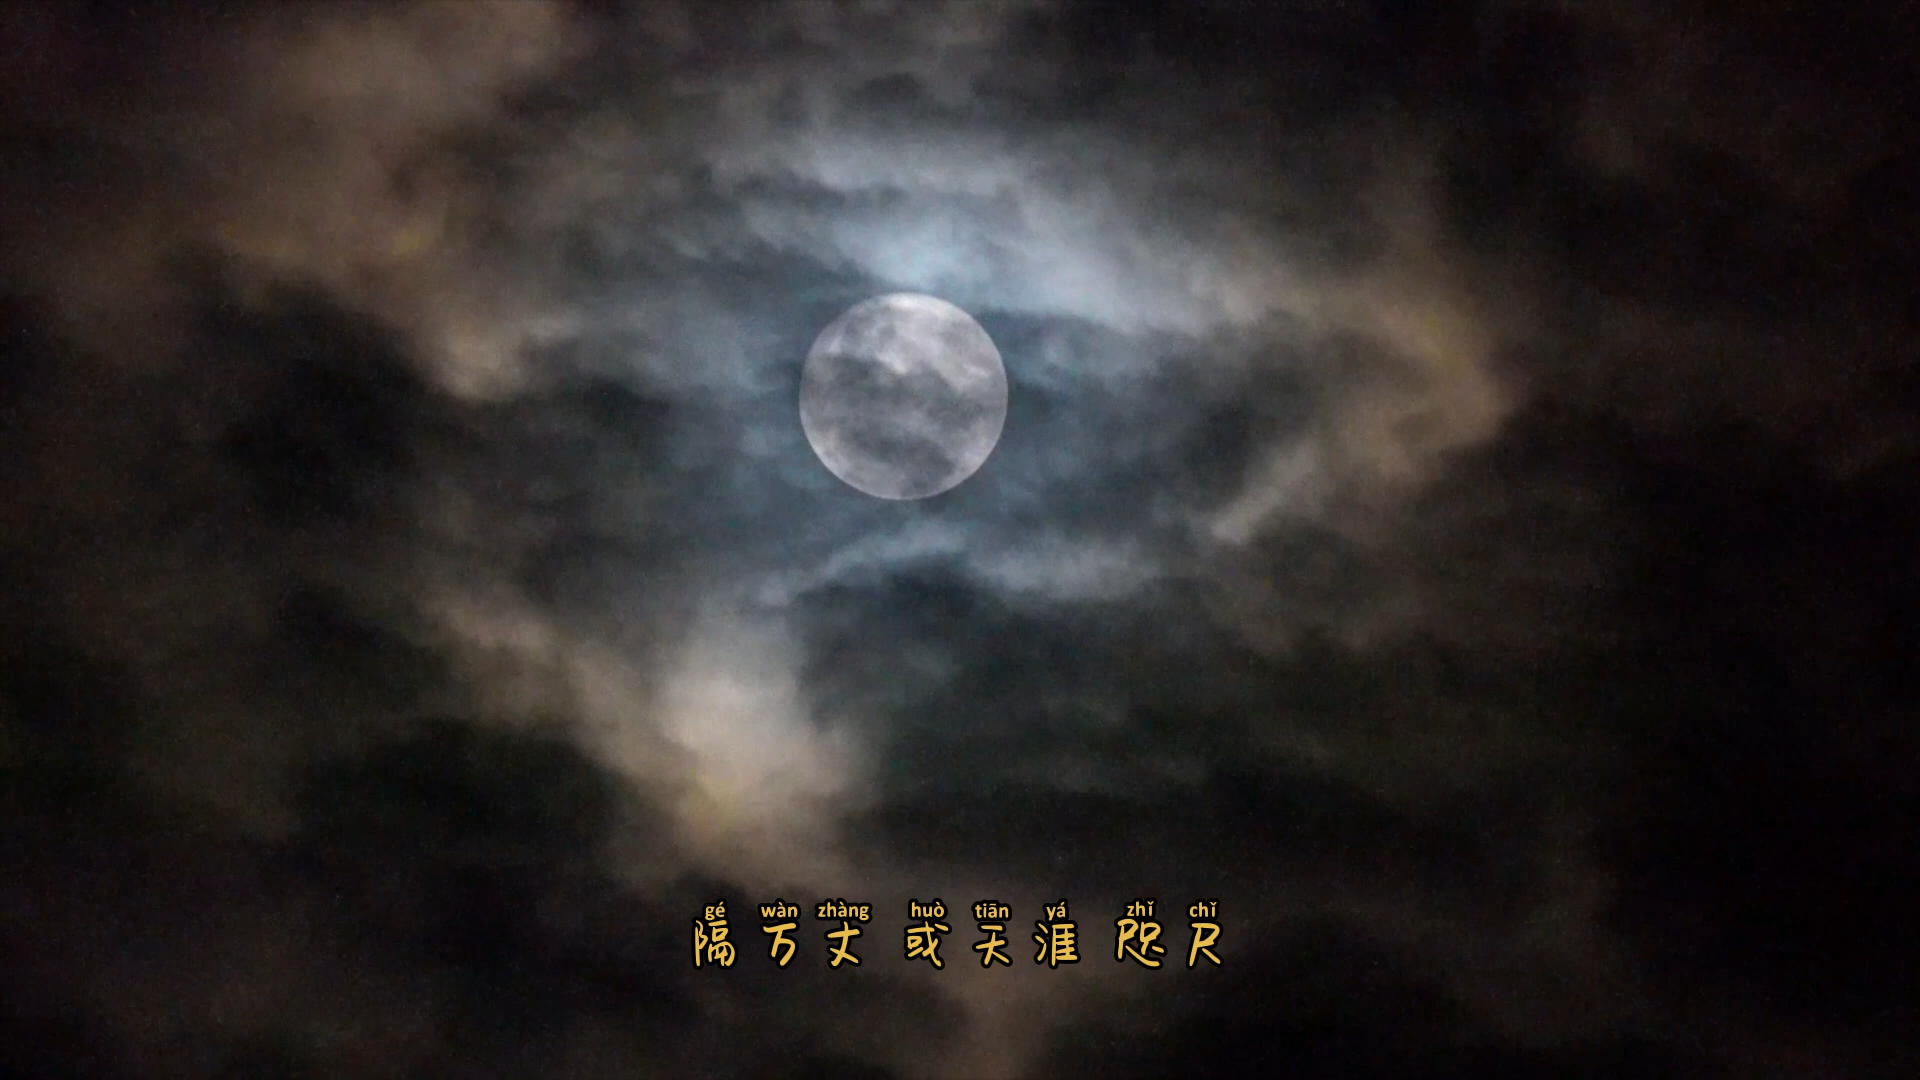 gé wàn zhàng huò tiān yá zhǐ chǐ
隔 万 丈 或 天 涯 咫 尺